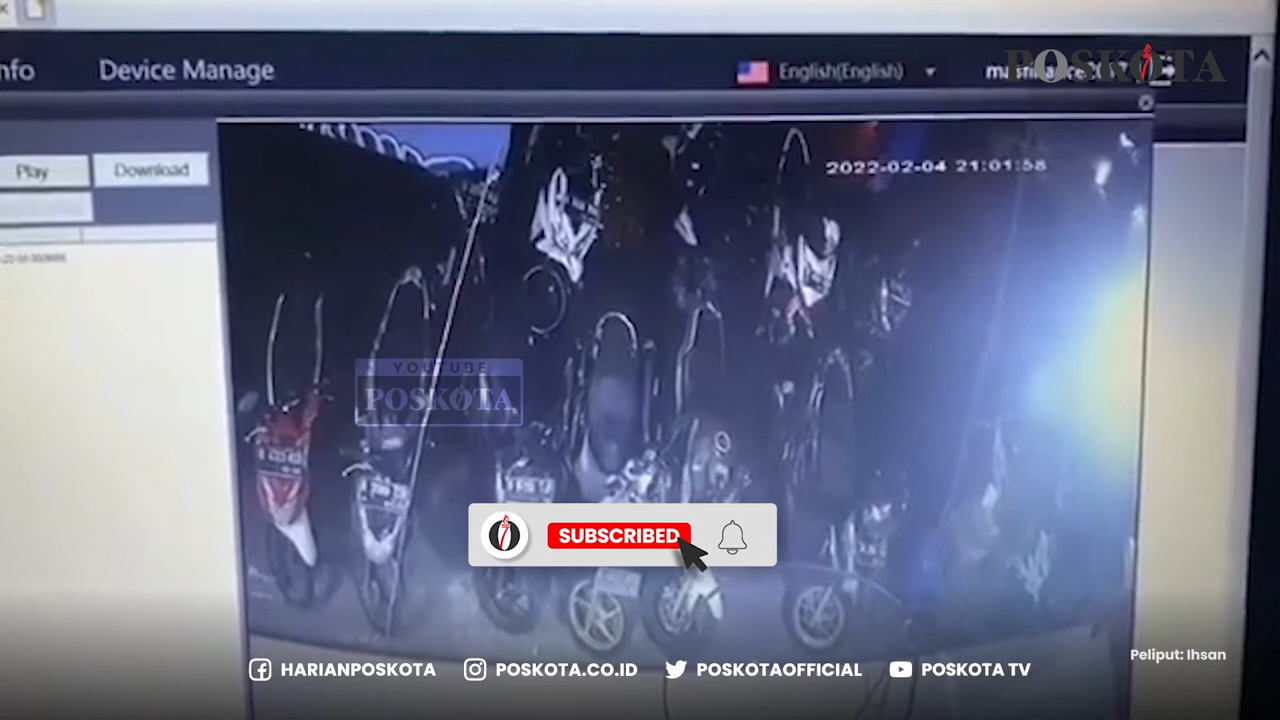 POSKOTA
nfo
Device Manage
English(English)
Play
Download
2022-02-04 21:01:58
YOUTUBE
POSKOTA
SUBSCRIBED
HARIANPOSKOTA
POSKOTA.CO.ID
POSKOTAOFFICIAL
POSKOTA TV
Peliput: Ihsan